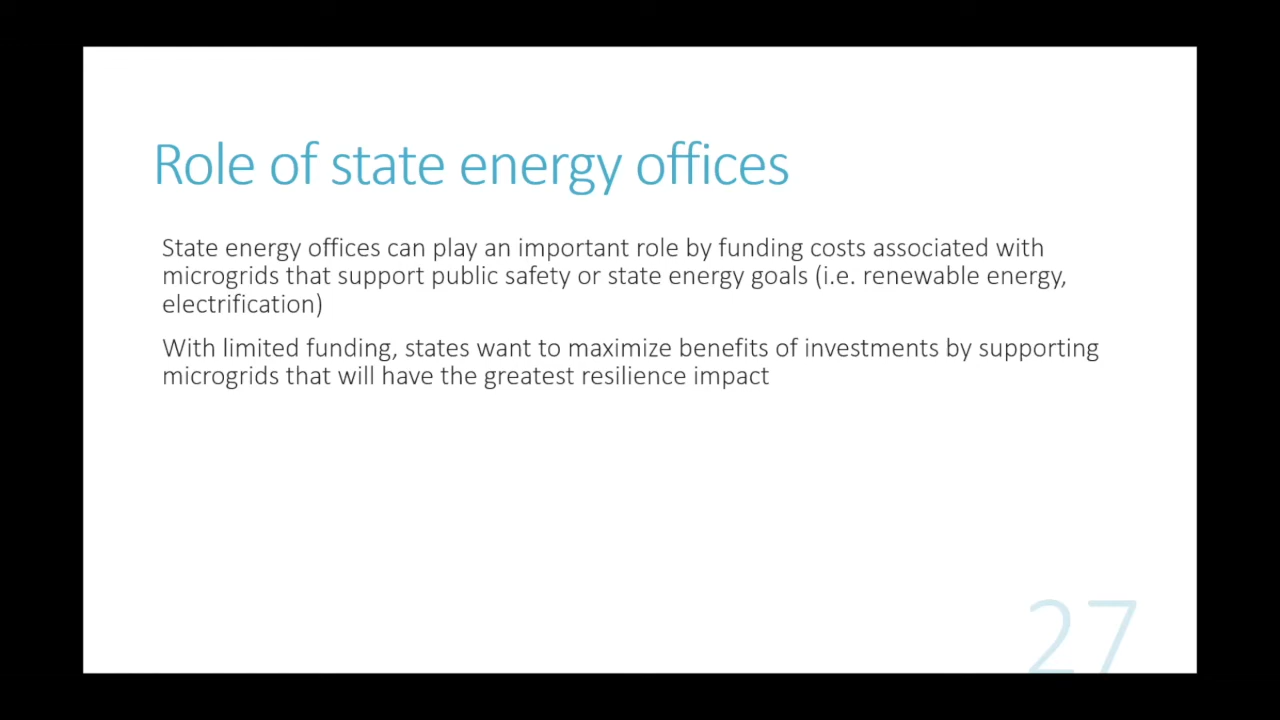 Role of state energy offices
State energy offices can play an important role by funding costs associated with
microgrids that support public safety or state energy goals (i.e. renewable energy,
electrification)
With limited funding, states want to maximize benefits of investments by supporting
microgrids that will have the greatest resilience impact
27